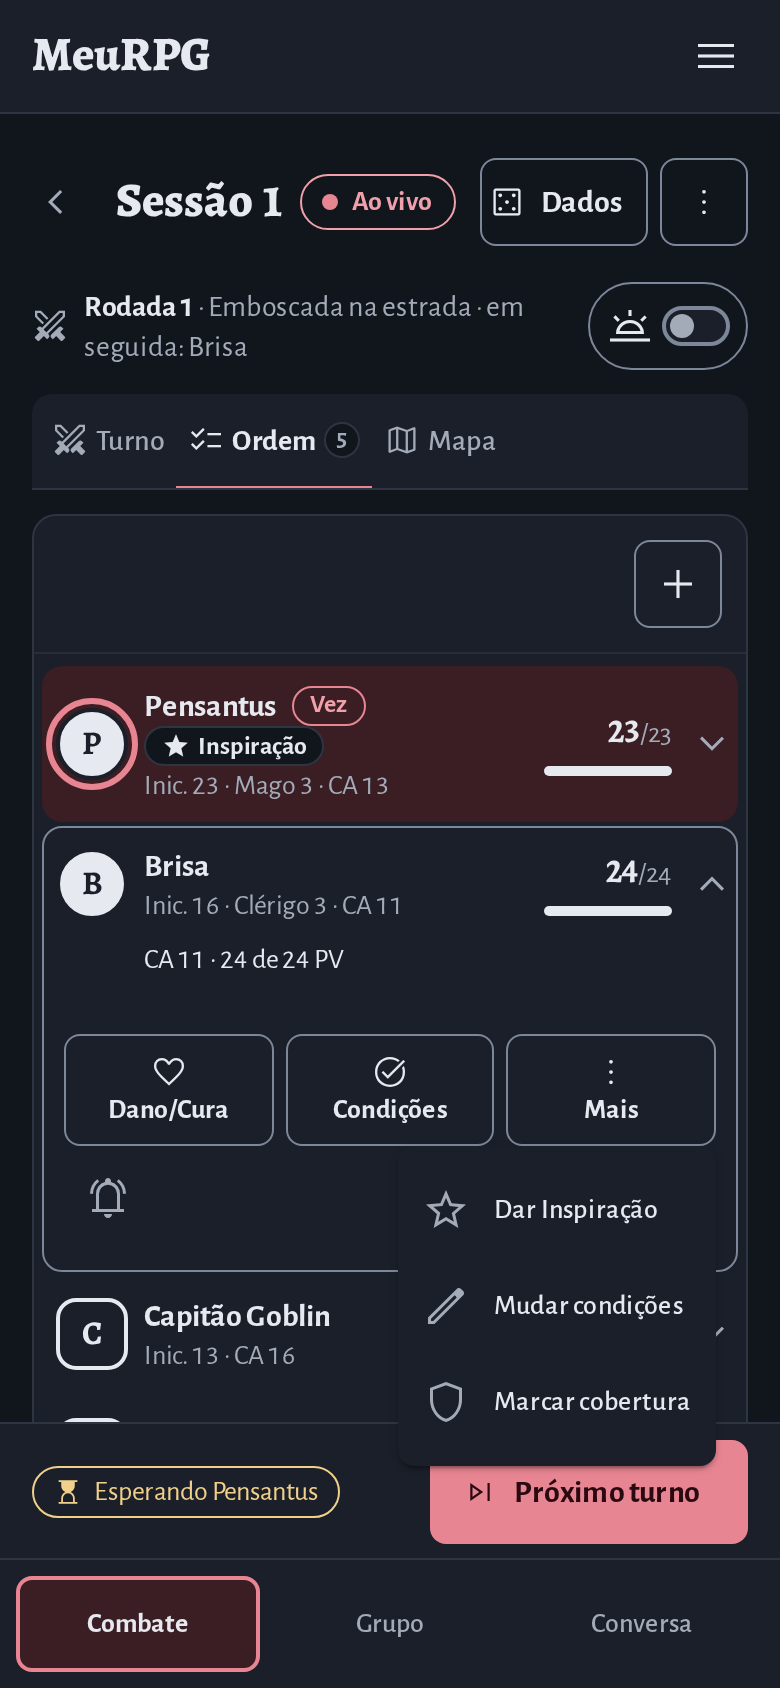 MeuRPG
Sessão 1
Ao vivo
Dados
Rodada 1 · Emboscada na estrada · em
seguida: Brisa
Turno
Ordem 5
Mapa
P
Pensantus
Vez
Inspiração
Inic. 23 · Mago 3 · CA 13
23/23
B
Brisa
Inic. 16 · Clérigo 3 · CA 11
24/24
CA 11 · 24 de 24 PV
Dano/Cura
Condições
Mais
Dar Inspiração
Mudar condições
Marcar cobertura
C
Capitão Goblin
Inic. 13 · CA 16
Esperando Pensantus
Próximo turno
Combate
Grupo
Conversa